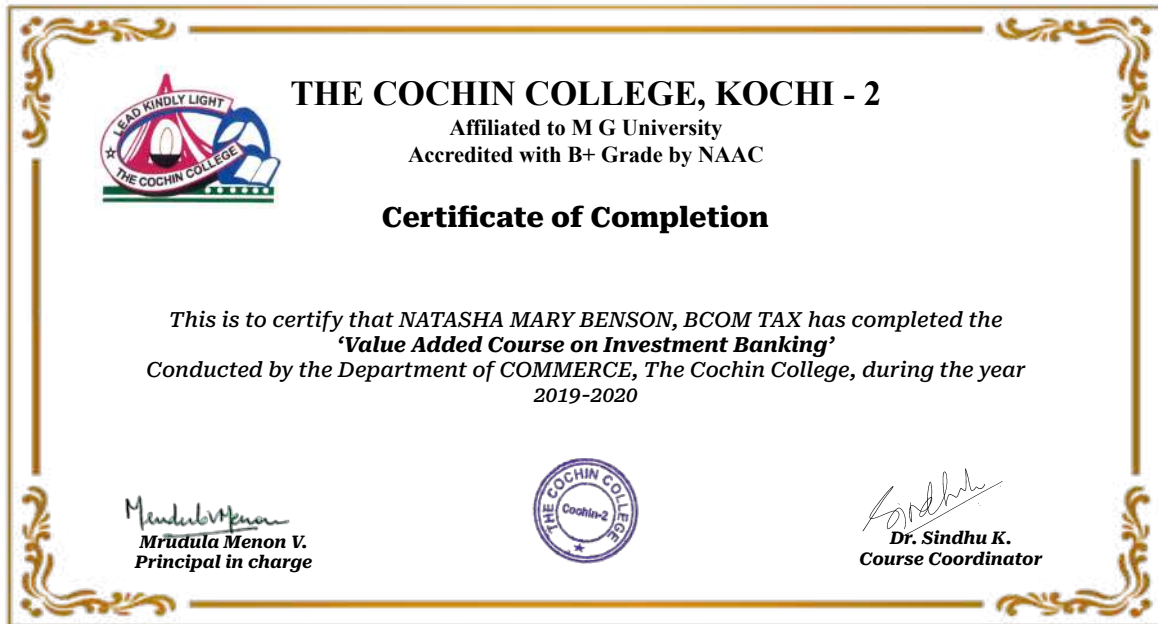 LEAD KINDLY LIGHT
THE COCHIN COLLEGE
THE COCHIN COLLEGE, KOCHI - 2
Affiliated to M G University
Accredited with B+ Grade by NAAC
Certificate of Completion
This is to certify that NATASHA MARY BENSON, BCOM TAX has completed the
‘Value Added Course on Investment Banking’
Conducted by the Department of COMMERCE, The Cochin College, during the year
2019-2020
THE COCHIN COLLEGE
Cochin-2
Sindhu
Mrudula Menon V.
Principal in charge
Dr. Sindhu K.
Course Coordinator